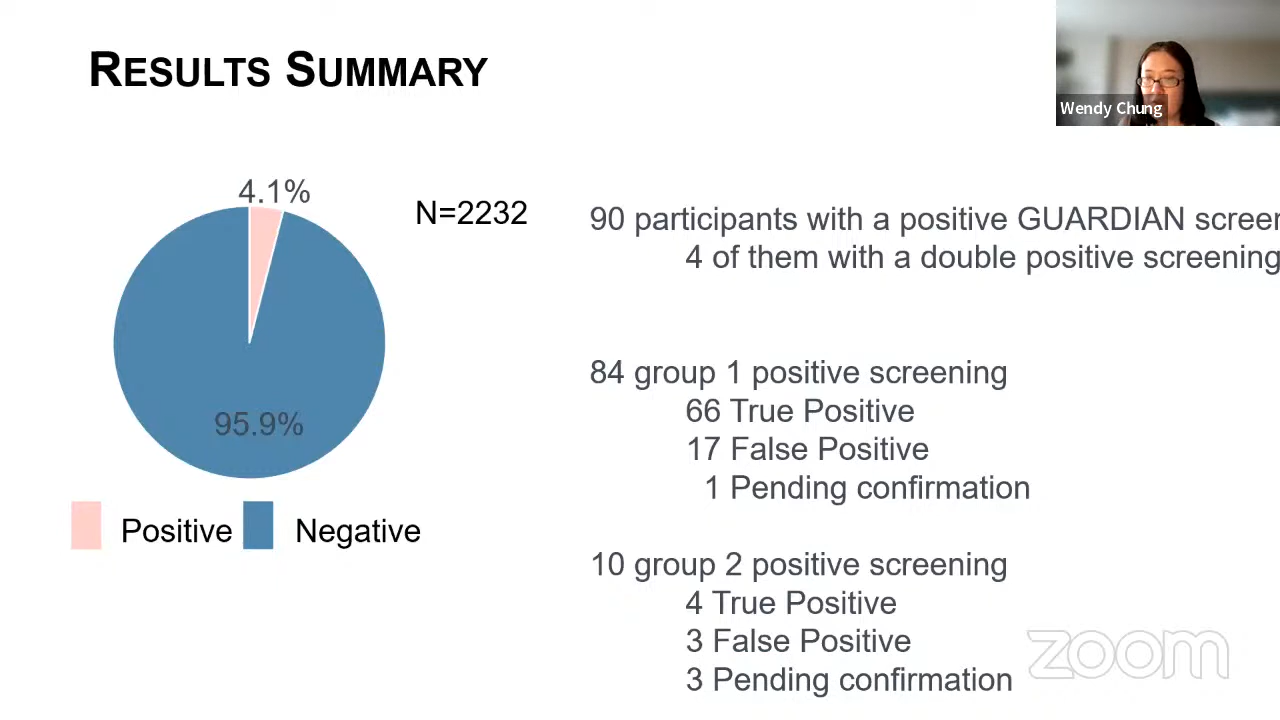 RESULTS SUMMARY
Wendy Chung
4.1%
N=2232
95.9%
Positive
Negative
90 participants with a positive GUARDIAN screen
4 of them with a double positive screening
84 group 1 positive screening
66 True Positive
17 False Positive
1 Pending confirmation
10 group 2 positive screening
4 True Positive
3 False Positive
3 Pending confirmation
zoom